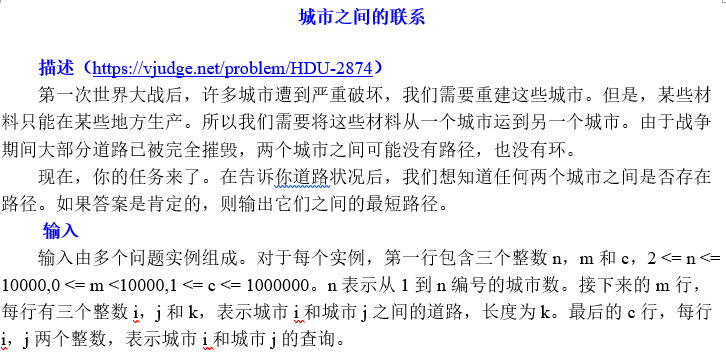 城市之间的联系
描述（https://vjudge.net/problem/HDU-2874）
第一次世界大战后，许多城市遭到严重破坏，我们需要重建这些城市。但是，某些材
料只能在某些地方生产。所以我们需要将这些材料从一个城市运到另一个城市。由于战争
期间大部分道路已被完全摧毁，两个城市之间可能没有路径，也没有环。
现在，你的任务来了。在告诉你道路状况后，我们想知道任何两个城市之间是否存在
路径。如果答案是肯定的，则输出它们之间的最短路径。
输入
输入由多个问题实例组成。对于每个实例，第一行包含三个整数 n，m 和 c，2 <= n <=
10000,0 <= m <10000,1 <= c <= 1000000。n 表示从 1 到 n 编号的城市数。接下来的 m 行，
每行有三个整数 i，j 和 k，表示城市 i 和城市 j 之间的道路，长度为 k。最后的 c 行，每行
i，j 两个整数，表示城市 i 和城市 j 的查询。